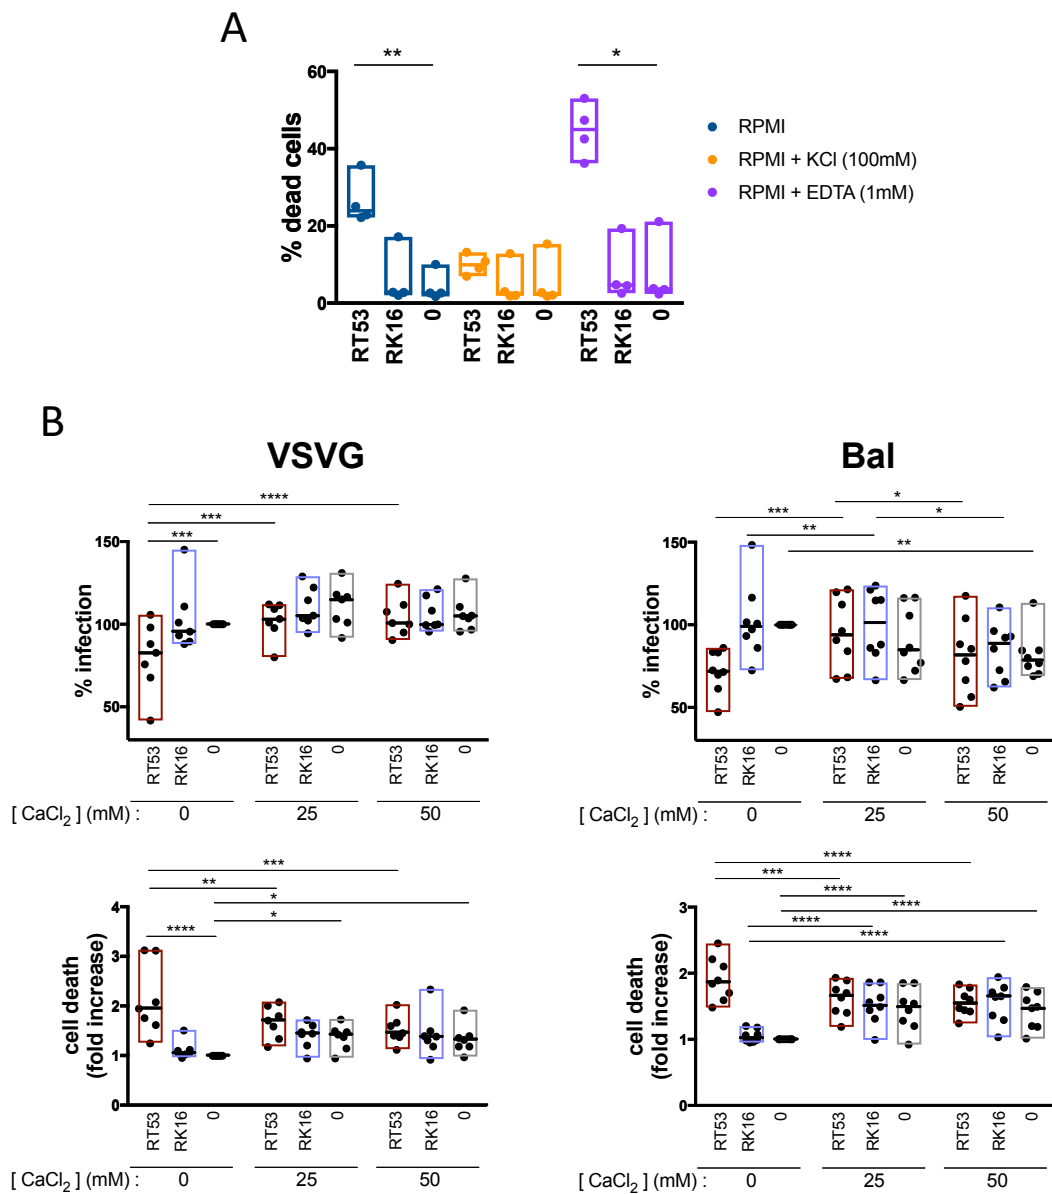 A
** *
60
40
20
0
% dead cells
RPMI
RPMI + KCl (100mM)
RPMI + EDTA (1mM)
RT53 RK16 0 RT53 RK16 0 RT53 RK16 0
B
VSVG
****
***
***
150
100
50
% infection
RT53 RK16 0 RT53 RK16 0 RT53 RK16 0
[ CaCl2 ] (mM) : 0 25 50
Bal
*
*** *
**
**
150
100
50
% infection
RT53 RK16 0 RT53 RK16 0 RT53 RK16 0
[ CaCl2 ] (mM) : 0 25 50
***
**
*
*
****
4
3
2
1
0
cell death
(fold increase)
RT53 RK16 0 RT53 RK16 0 RT53 RK16 0
[ CaCl2 ] (mM) : 0 25 50
****
***
****
****
****
****
3
2
1
0
cell death
(fold increase)
RT53 RK16 0 RT53 RK16 0 RT53 RK16 0
[ CaCl2 ] (mM) : 0 25 50